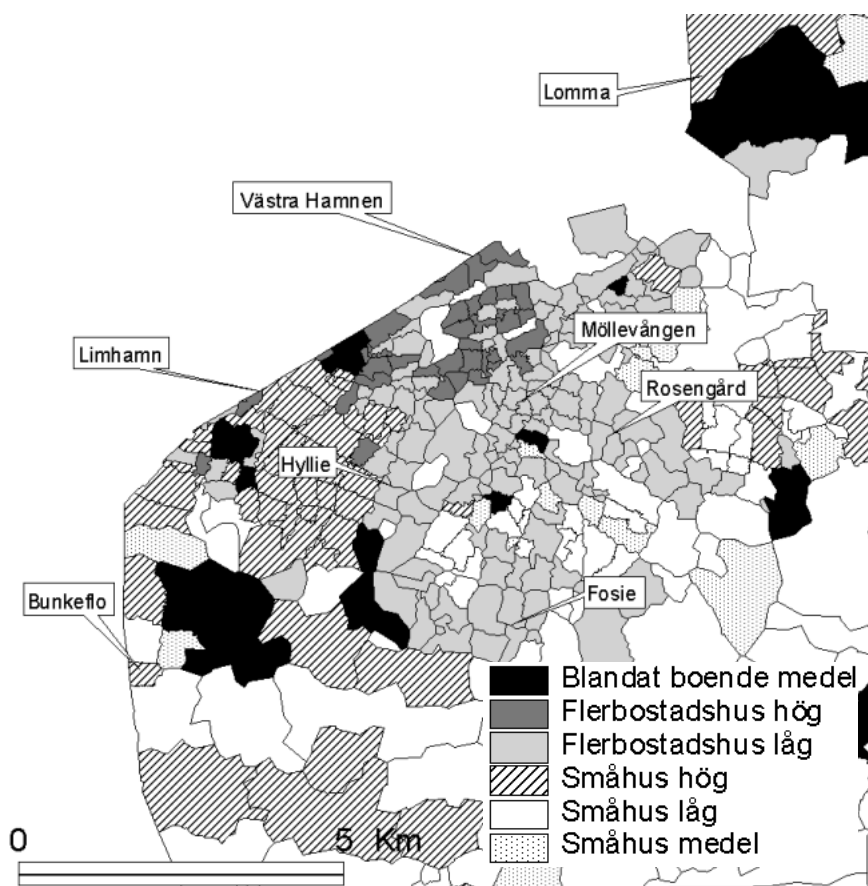 Lomma
Västra Hamnen
Möllevången
Limhamn
Rosengård
Hyllie
Bunkeflo
Fosie
Blandat boende medel
Flerbostadshus hög
Flerbostadshus låg
Småhus hög
Småhus låg
Småhus medel
0 5 Km